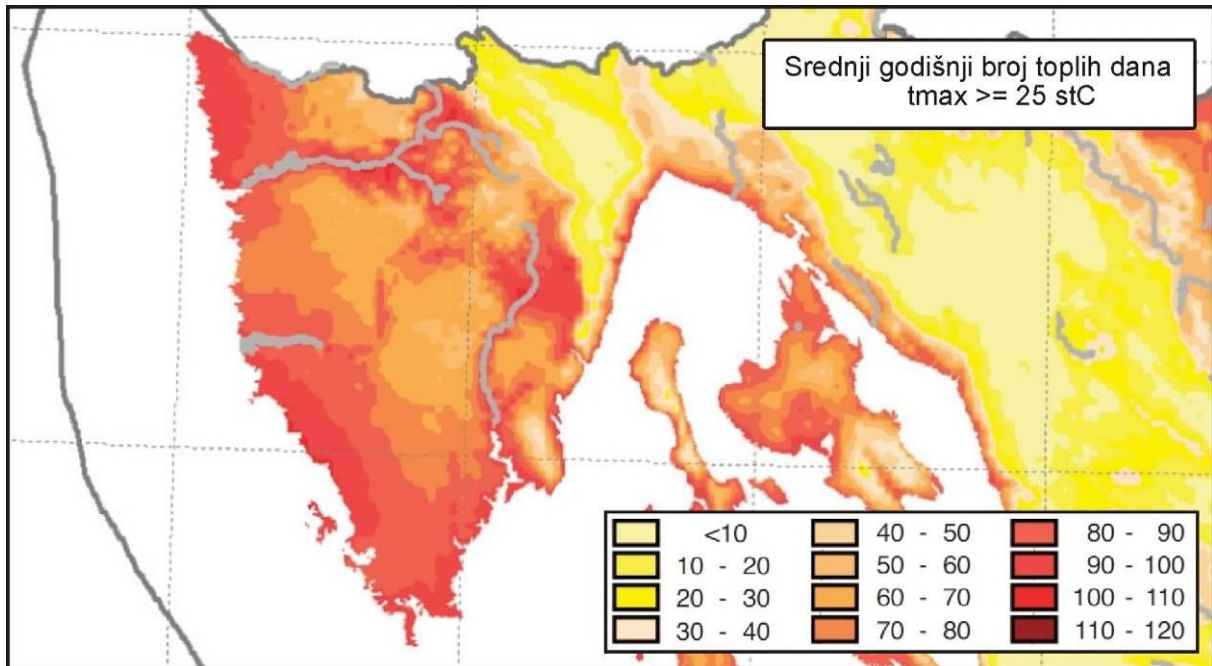 Srednji godišnji broj toplih dana
tmax >= 25 stC
<10
10 - 20
20 - 30
30 - 40
40 - 50
50 - 60
60 - 70
70 - 80
80 - 90
90 - 100
100 - 110
110 - 120